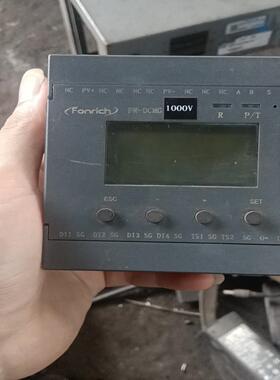 NC PV+ NC NC NC PV- NC NC NC A B S
Fonrich FR-DCMG 1000V
R P/T
ESC - + SET
DI1 SG DI2 SG DI3 SG DI4 SG TS1 SG TS2 SG O-